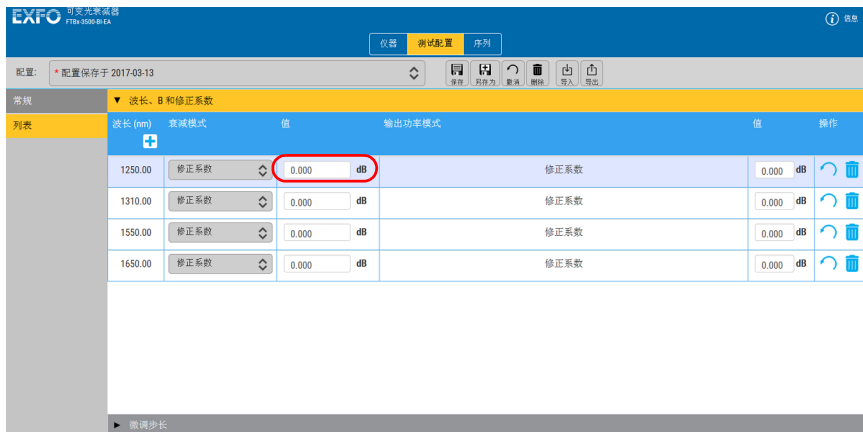 EXFO 可变光衰减器
FTBx-3500-BI-EA
信息
仪器 测试配置 序列
配置: * 配置保存于 2017-03-13
保存 另存为 取消 删除 导入 导出
常规
列表
▼ 波长、B 和修正系数
波长 (nm) 衰减模式 值 输出功率模式 值 操作
1250.00 修正系数 0.000 dB 修正系数 0.000 dB
1310.00 修正系数 0.000 dB 修正系数 0.000 dB
1550.00 修正系数 0.000 dB 修正系数 0.000 dB
1650.00 修正系数 0.000 dB 修正系数 0.000 dB
► 微调步长